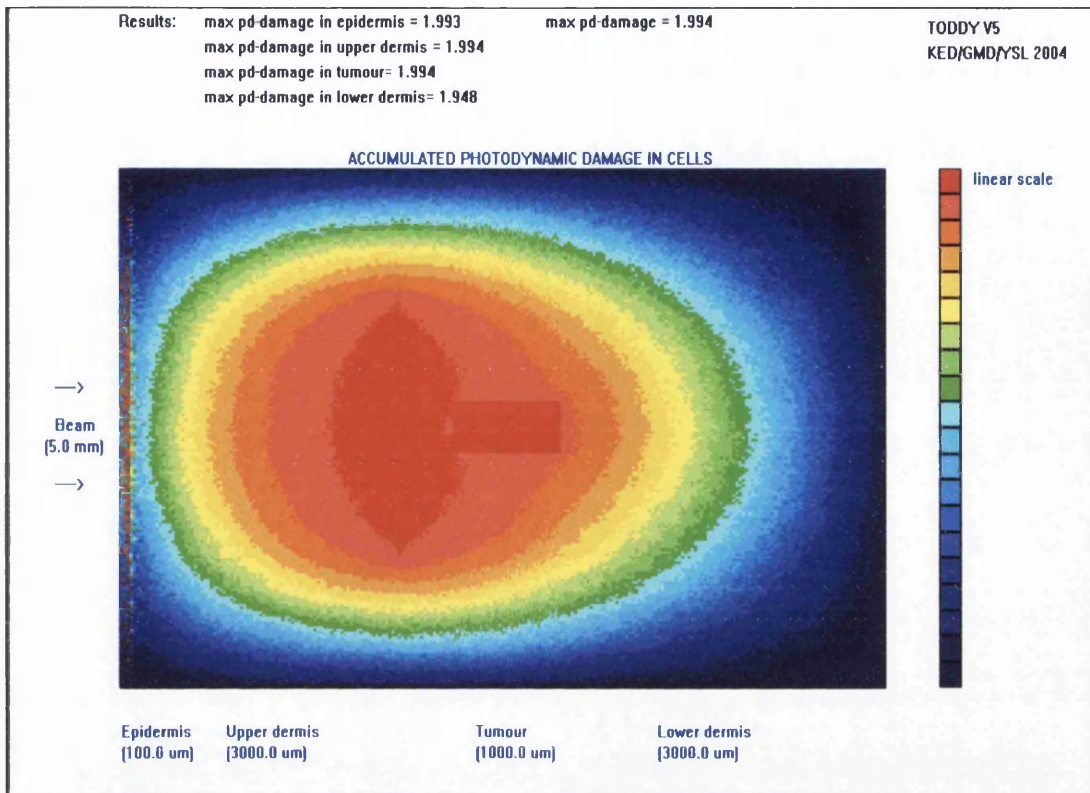 Results: max pd-damage in epidermis = 1.993 max pd-damage = 1.994
max pd-damage in upper dermis = 1.994
max pd-damage in tumour= 1.994
max pd-damage in lower dermis= 1.948
TODDY V5
KED/GMD/YSL 2004
ACCUMULATED PHOTODYNAMIC DAMAGE IN CELLS
linear scale
Beam
(5.0 mm)
Epidermis Upper dermis Tumour Lower dermis
(100.0 um) (3000.0 um) (1000.0 um) (3000.0 um)